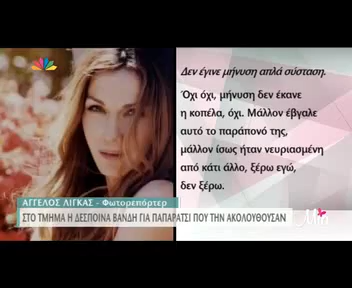 Δεν έγινε μήνυση απλά σύσταση.
Όχι όχι, μήνυση δεν έκανε
η κοπέλα, όχι. Μάλλον έβγαλε
αυτό το παράπονό της,
μάλλον ίσως ήταν νευριασμένη
από κάτι άλλο, ξέρω εγώ,
δεν ξέρω.
ΑΓΓΕΛΟΣ ΛΙΓΚΑΣ - Φωτορεπόρτερ
ΣΤΟ ΤΜΗΜΑ Η ΔΕΣΠΟΙΝΑ ΒΑΝΔΗ ΓΙΑ ΠΑΠΑΡΑΤΣΙ ΠΟΥ ΤΗΝ ΑΚΟΛΟΥΘΟΥΣΑΝ